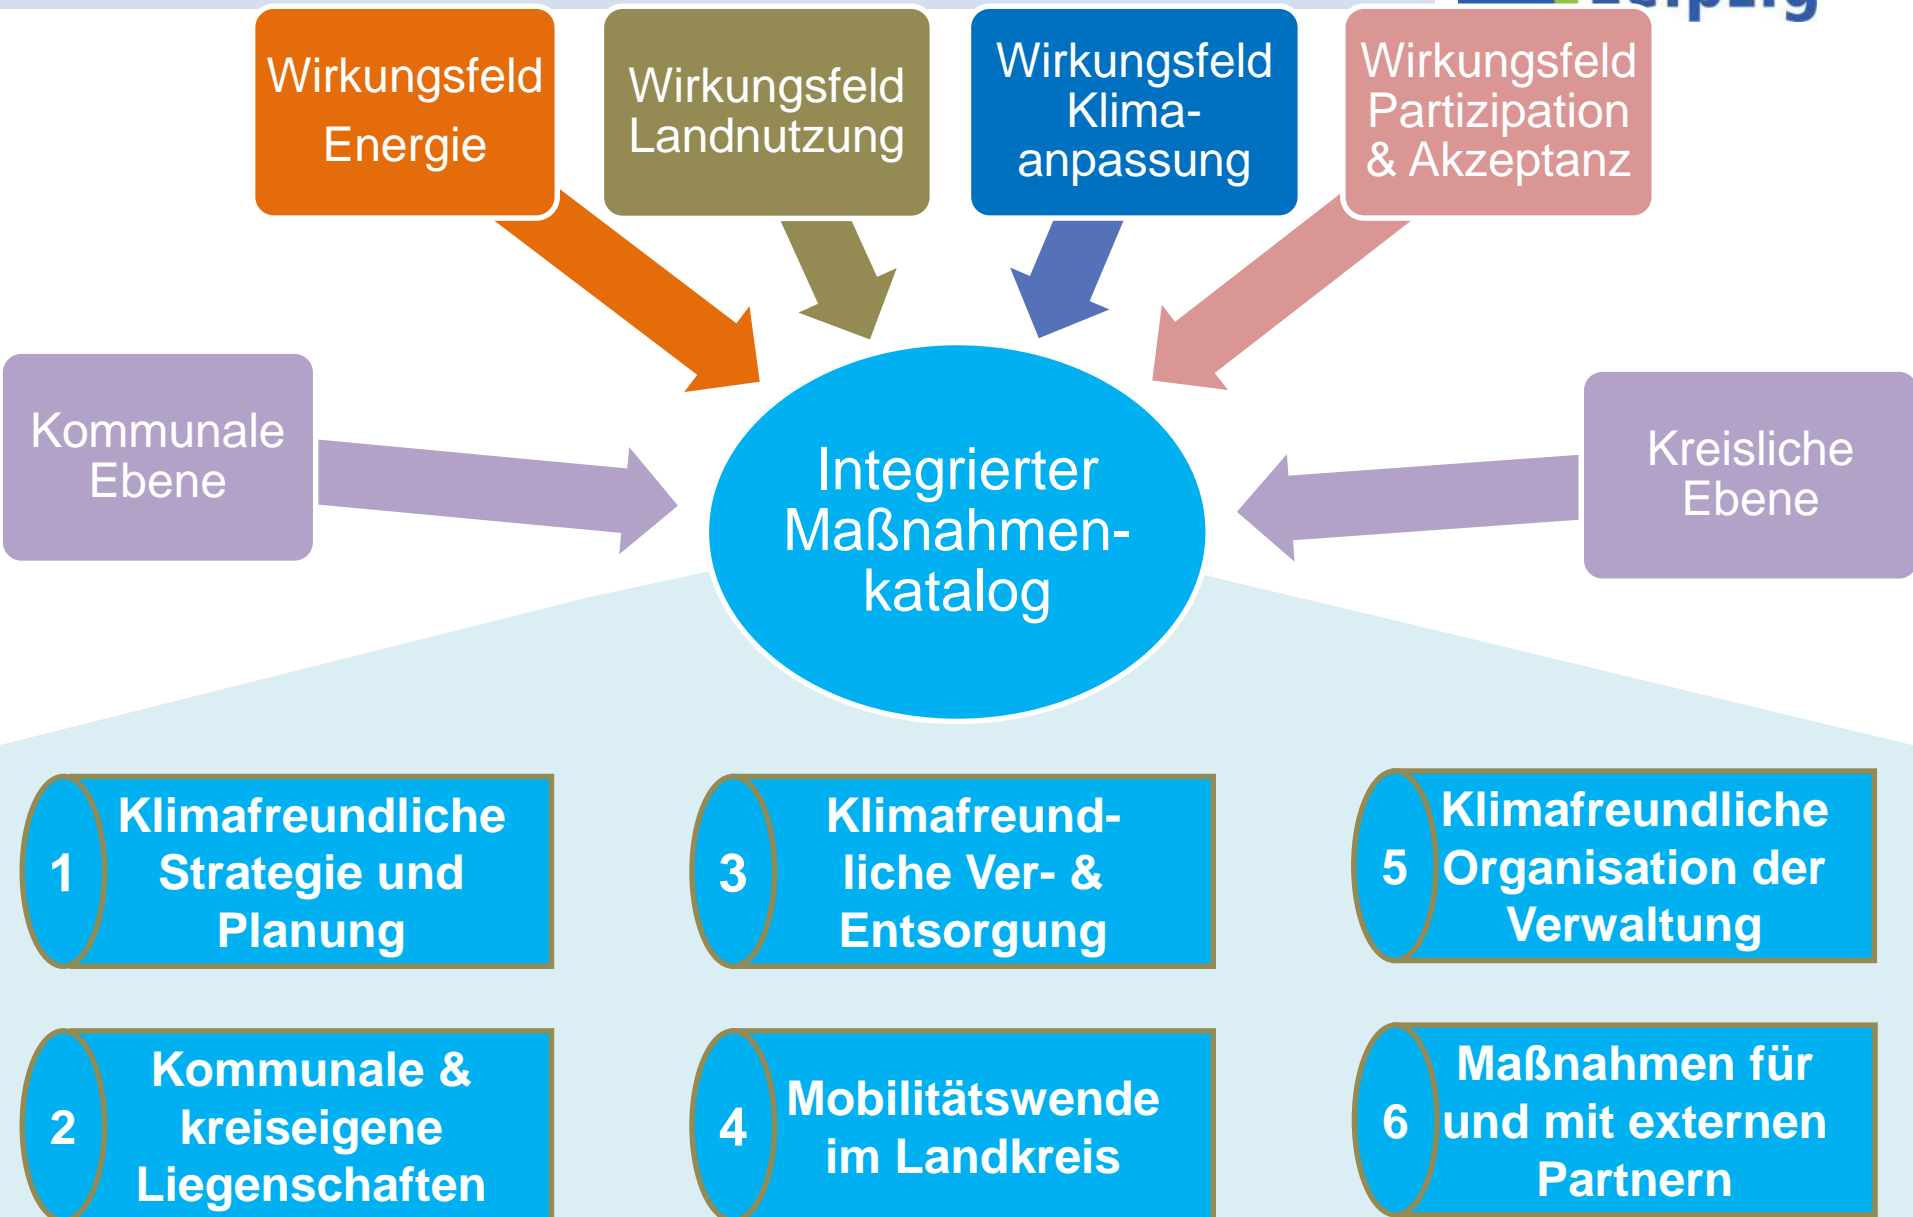 Leipzig
Wirkungsfeld
Energie
Wirkungsfeld
Landnutzung
Wirkungsfeld
Klima-
anpassung
Wirkungsfeld
Partizipation
& Akzeptanz
Kommunale
Ebene
Integrierter
Maßnahmen-
katalog
Kreisliche
Ebene
1
Klimafreundliche
Strategie und
Planung
3
Klimafreund-
liche Ver- &
Entsorgung
5
Klimafreundliche
Organisation der
Verwaltung
2
Kommunale &
kreiseigene
Liegenschaften
4
Mobilitätswende
im Landkreis
6
Maßnahmen für
und mit externen
Partnern